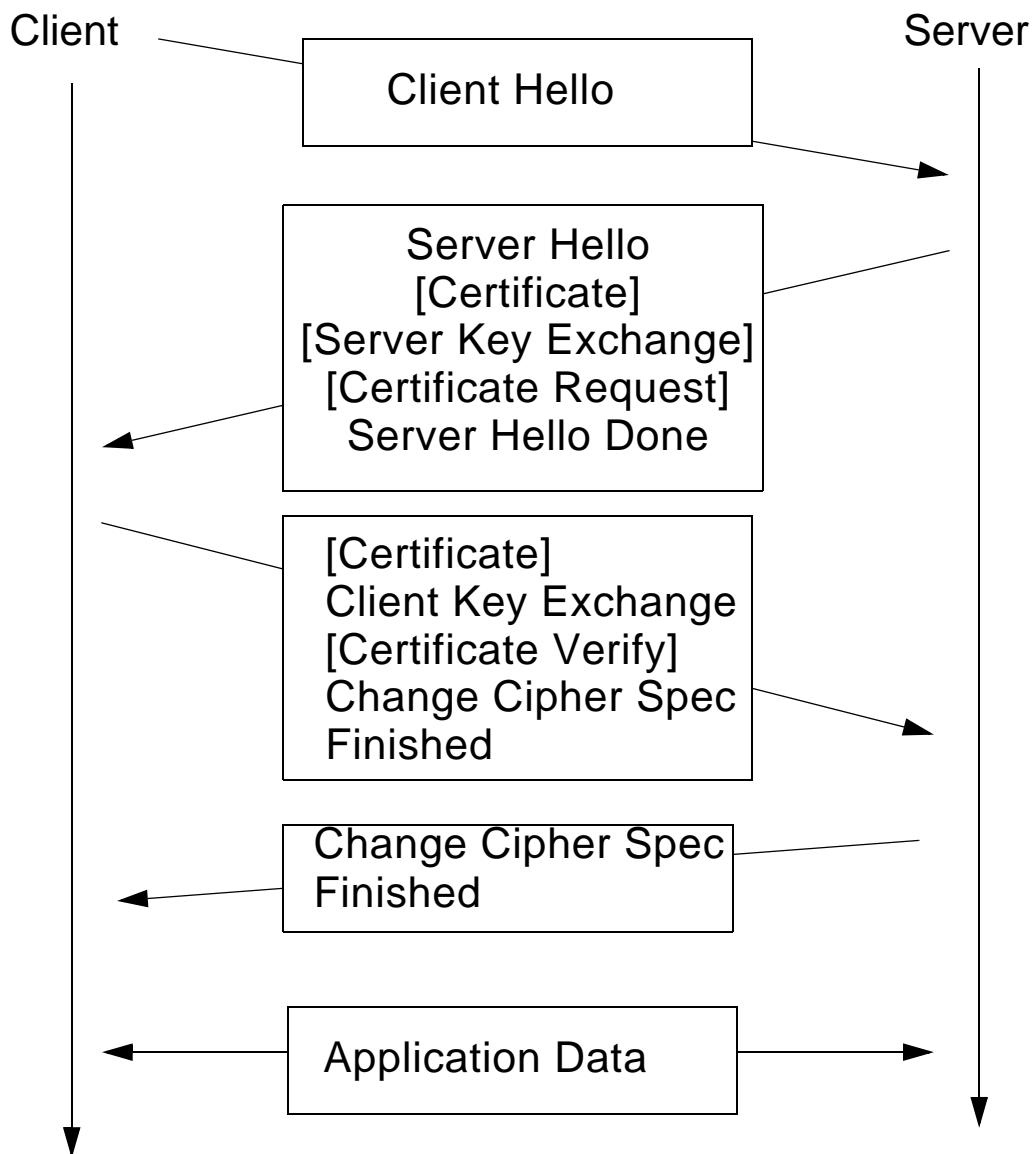 Client
Server
Client Hello
Server Hello
[Certificate]
[Server Key Exchange]
[Certificate Request]
Server Hello Done
[Certificate]
Client Key Exchange
[Certificate Verify]
Change Cipher Spec
Finished
Change Cipher Spec
Finished
Application Data